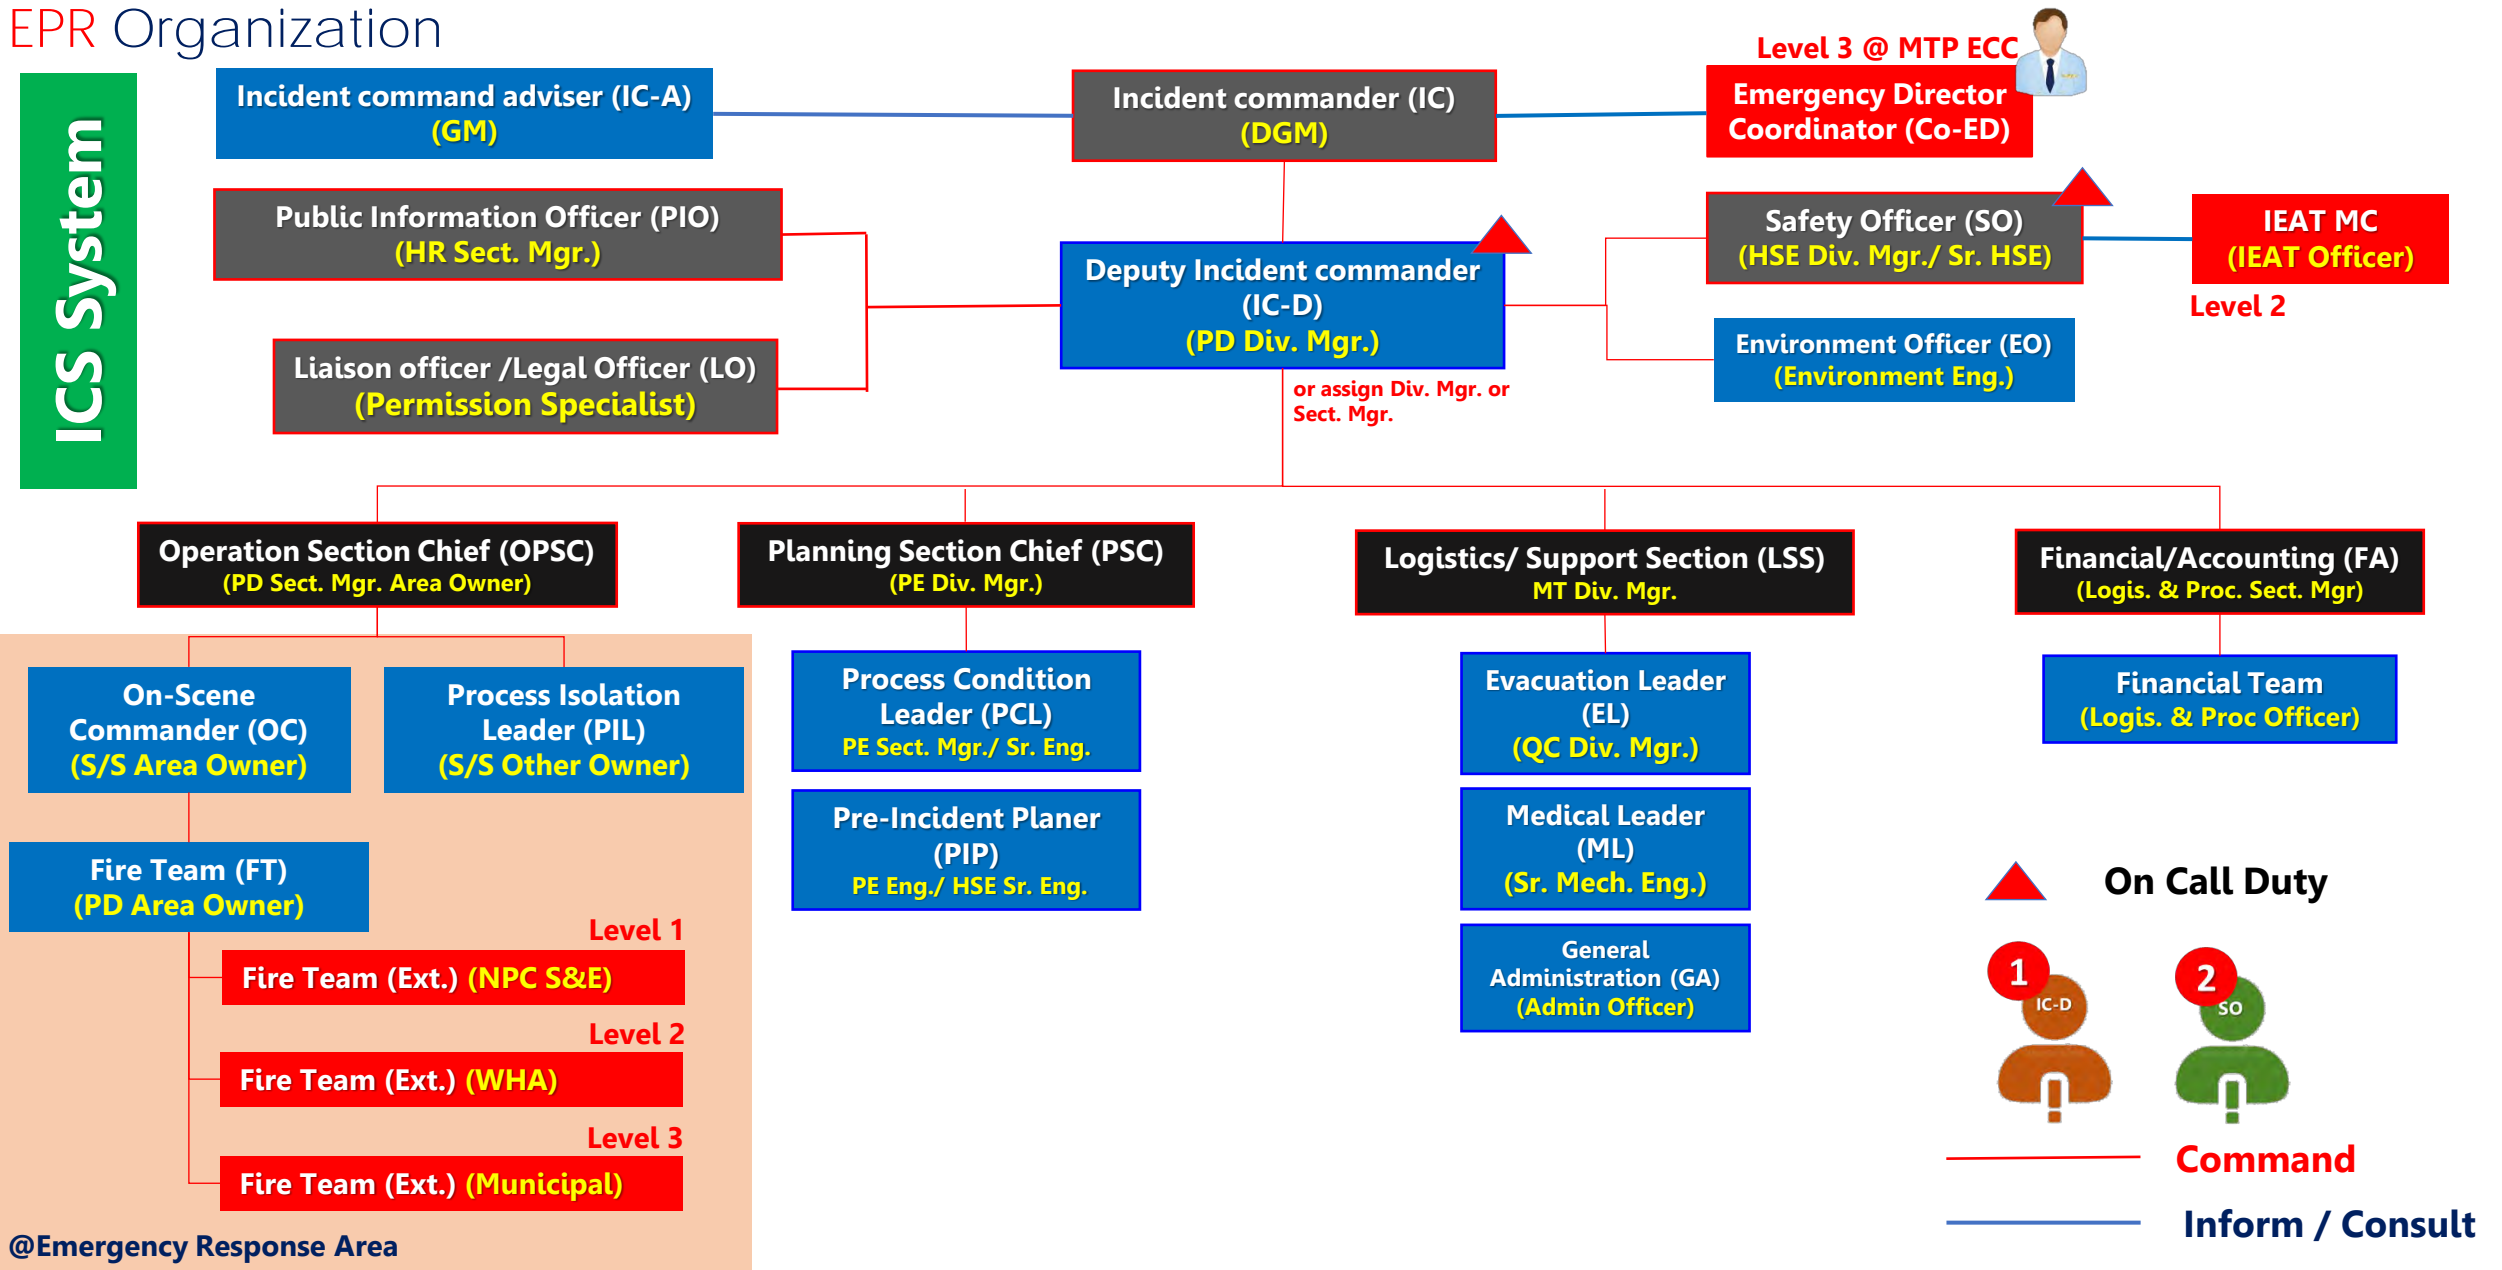 EPR Organization
ICS System
Incident command adviser (IC-A)
(GM)
Incident commander (IC)
(DGM)
Level 3 @ MTP ECC
Emergency Director
Coordinator (Co-ED)
Public Information Officer (PIO)
(HR Sect. Mgr.)
Safety Officer (SO)
(HSE Div. Mgr./ Sr. HSE)
IEAT MC
(IEAT Officer)
Level 2
Deputy Incident commander
(IC-D)
(PD Div. Mgr.)
or assign Div. Mgr. or
Sect. Mgr.
Liaison officer /Legal Officer (LO)
(Permission Specialist)
Environment Officer (EO)
(Environment Eng.)
Operation Section Chief (OPSC)
(PD Sect. Mgr. Area Owner)
Planning Section Chief (PSC)
(PE Div. Mgr.)
Logistics/ Support Section (LSS)
MT Div. Mgr.
Financial/Accounting (FA)
(Logis. & Proc. Sect. Mgr)
On-Scene
Commander (OC)
(S/S Area Owner)
Process Isolation
Leader (PIL)
(S/S Other Owner)
Process Condition
Leader (PCL)
PE Sect. Mgr./ Sr. Eng.
Evacuation Leader
(EL)
(QC Div. Mgr.)
Financial Team
(Logis. & Proc Officer)
Pre-Incident Planer
(PIP)
PE Eng./ HSE Sr. Eng.
Medical Leader
(ML)
(Sr. Mech. Eng.)
General
Administration (GA)
(Admin Officer)
Fire Team (FT)
(PD Area Owner)
Level 1
Fire Team (Ext.) (NPC S&E)
Level 2
Fire Team (Ext.) (WHA)
Level 3
Fire Team (Ext.) (Municipal)
@Emergency Response Area
On Call Duty
1
IC-D
2
SO
Command
Inform / Consult